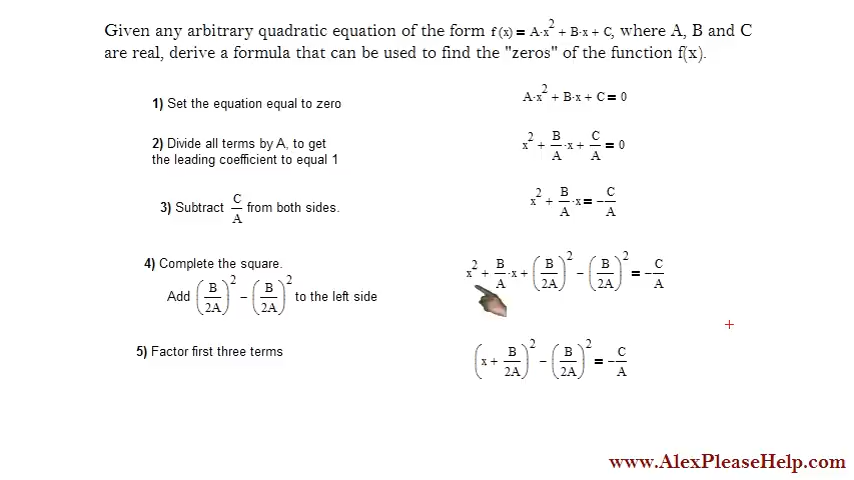 Given any arbitrary quadratic equation of the form f(x) = A·x² + B·x + C, where A, B and C
are real, derive a formula that can be used to find the "zeros" of the function f(x).
1) Set the equation equal to zero A·x² + B·x + C = 0
2) Divide all terms by A, to get
the leading coefficient to equal 1 x² + B/A·x + C/A = 0
3) Subtract C/A from both sides. x² + B/A·x = -C/A
4) Complete the square.
Add (B/2A)² - (B/2A)² to the left side x² + B/A·x + (B/2A)² - (B/2A)² = -C/A
5) Factor first three terms (x + B/2A)² - (B/2A)² = -C/A
+
www.AlexPleaseHelp.com